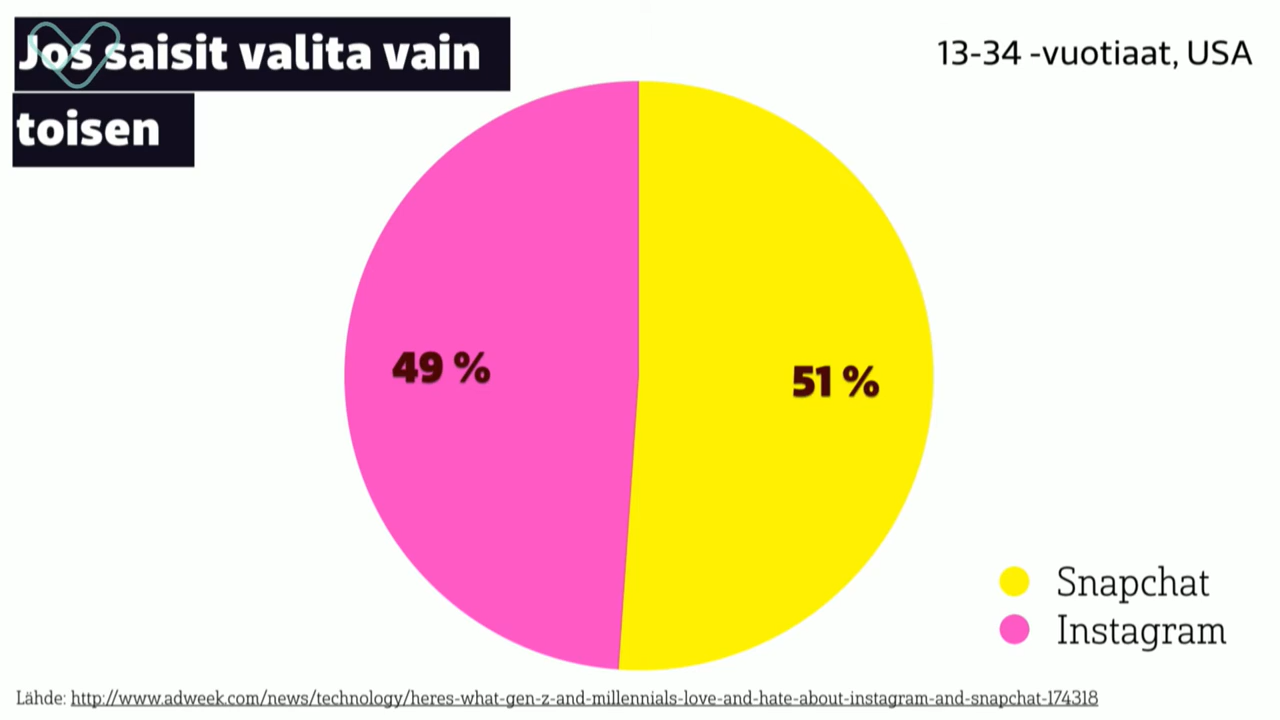 Jos saisit valita vain
toisen
13-34 -vuotiaat, USA
49 %
51 %
Snapchat
Instagram
Lähde: http://www.adweek.com/news/technology/heres-what-gen-z-and-millennials-love-and-hate-about-instagram-and-snapchat-174318